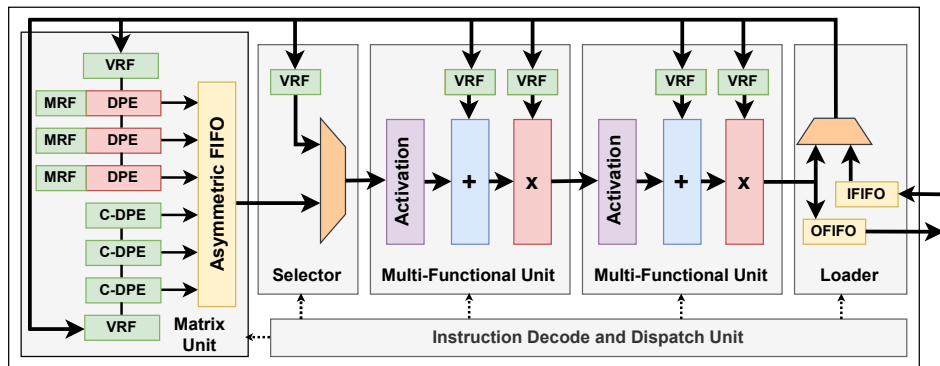 VRF
MRF DPE
MRF DPE
MRF DPE
C-DPE
C-DPE
C-DPE
VRF
Asymmetric FIFO
Matrix
Unit
VRF
Selector
VRF VRF
Activation
+
x
Multi-Functional Unit
VRF VRF
Activation
+
x
Multi-Functional Unit
IFIFO
OFIFO
Loader
Instruction Decode and Dispatch Unit